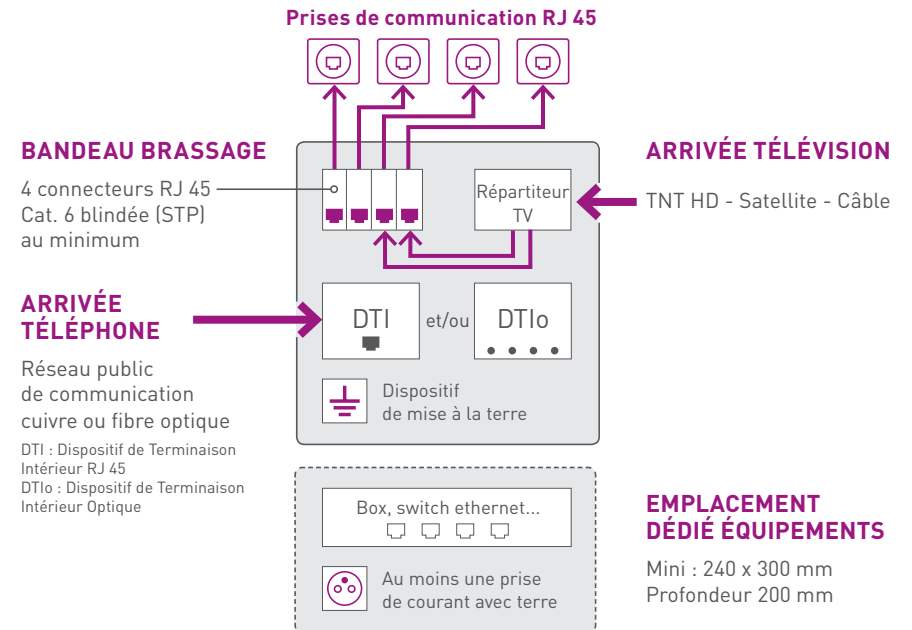 Prises de communication RJ 45
BANDEAU BRASSAGE
4 connecteurs RJ 45
Cat. 6 blindée (STP)
au minimum
Répartiteur
TV
ARRIVÉE TÉLÉVISION
TNT HD - Satellite - Câble
ARRIVÉE
TÉLÉPHONE
Réseau public
de communication
cuivre ou fibre optique
DTI : Dispositif de Terminaison
Intérieur RJ 45
DTIo : Dispositif de Terminaison
Intérieur Optique
DTI
et/ou
DTIo
Dispositif
de mise à la terre
Box, switch ethernet...
Au moins une prise
de courant avec terre
EMPLACEMENT
DÉDIÉ ÉQUIPEMENTS
Mini : 240 x 300 mm
Profondeur 200 mm